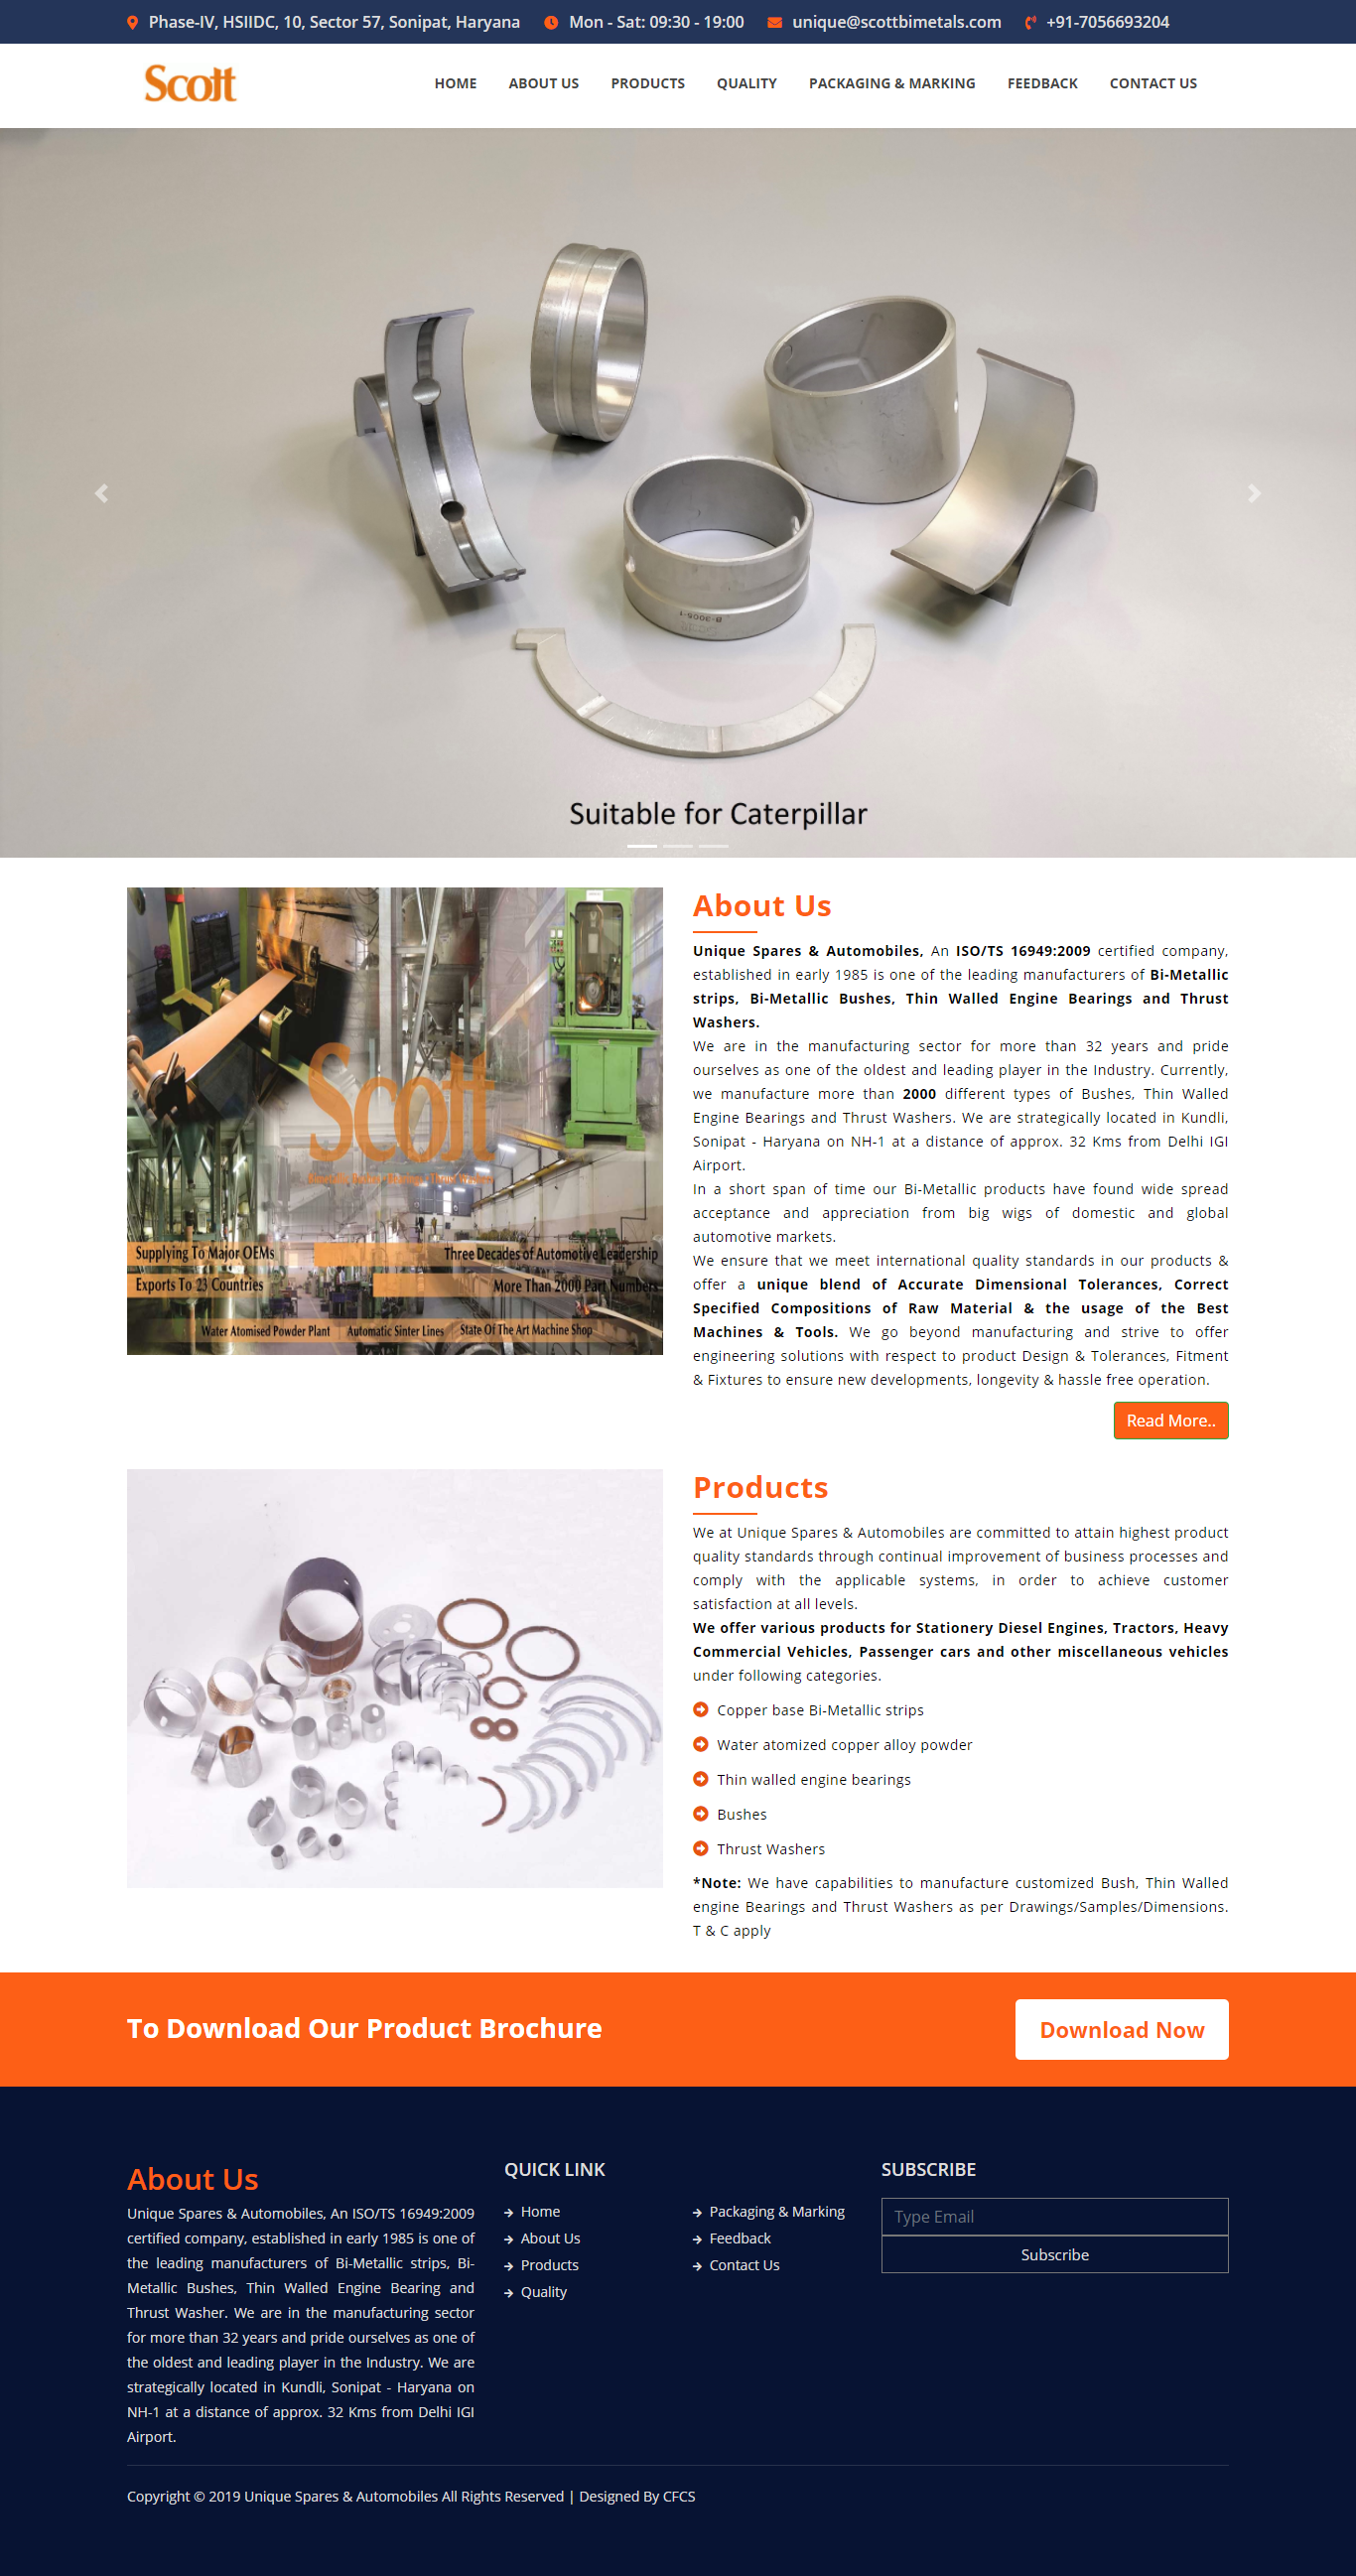 Phase-IV, HSIIDC, 10, Sector 57, Sonipat, Haryana
Mon - Sat: 09:30 - 19:00
unique@scottbimetals.com
+91-7056693204
Scott
HOME
ABOUT US
PRODUCTS
QUALITY
PACKAGING & MARKING
FEEDBACK
CONTACT US
B-3006-1
Suitable for Caterpillar
Scott
Supplying To Major OEMs
Three Decades of Automotive Leadership
Exports To 23 Countries
More Than 2000 Part Numbers
Water Atomised Powder Plant
Automatic Sinter Lines
State Of The Art Machine Shop
About Us
Unique Spares & Automobiles, An ISO/TS 16949:2009 certified company,
established in early 1985 is one of the leading manufacturers of Bi-Metallic
strips, Bi-Metallic Bushes, Thin Walled Engine Bearings and Thrust
Washers.
We are in the manufacturing sector for more than 32 years and pride
ourselves as one of the oldest and leading player in the Industry. Currently,
we manufacture more than 2000 different types of Bushes, Thin Walled
Engine Bearings and Thrust Washers. We are strategically located in Kundli,
Sonipat - Haryana on NH-1 at a distance of approx. 32 Kms from Delhi IGI
Airport.
In a short span of time our Bi-Metallic products have found wide spread
acceptance and appreciation from big wigs of domestic and global
automotive markets.
We ensure that we meet international quality standards in our products &
offer a unique blend of Accurate Dimensional Tolerances, Correct
Specified Compositions of Raw Material & the usage of the Best
Machines & Tools. We go beyond manufacturing and strive to offer
engineering solutions with respect to product Design & Tolerances, Fitment
& Fixtures to ensure new developments, longevity & hassle free operation.
Read More..
Products
We at Unique Spares & Automobiles are committed to attain highest product
quality standards through continual improvement of business processes and
comply with the applicable systems, in order to achieve customer
satisfaction at all levels.
We offer various products for Stationery Diesel Engines, Tractors, Heavy
Commercial Vehicles, Passenger cars and other miscellaneous vehicles
under following categories.
Copper base Bi-Metallic strips
Water atomized copper alloy powder
Thin walled engine bearings
Bushes
Thrust Washers
*Note: We have capabilities to manufacture customized Bush, Thin Walled
engine Bearings and Thrust Washers as per Drawings/Samples/Dimensions.
T & C apply
To Download Our Product Brochure
Download Now
About Us
Unique Spares & Automobiles, An ISO/TS 16949:2009
certified company, established in early 1985 is one of
the leading manufacturers of Bi-Metallic strips, Bi-
Metallic Bushes, Thin Walled Engine Bearing and
Thrust Washer. We are in the manufacturing sector
for more than 32 years and pride ourselves as one of
the oldest and leading player in the Industry. We are
strategically located in Kundli, Sonipat - Haryana on
NH-1 at a distance of approx. 32 Kms from Delhi IGI
Airport.
QUICK LINK
Home
About Us
Products
Quality
Packaging & Marking
Feedback
Contact Us
SUBSCRIBE
Type Email
Subscribe
Copyright © 2019 Unique Spares & Automobiles All Rights Reserved | Designed By CFCS